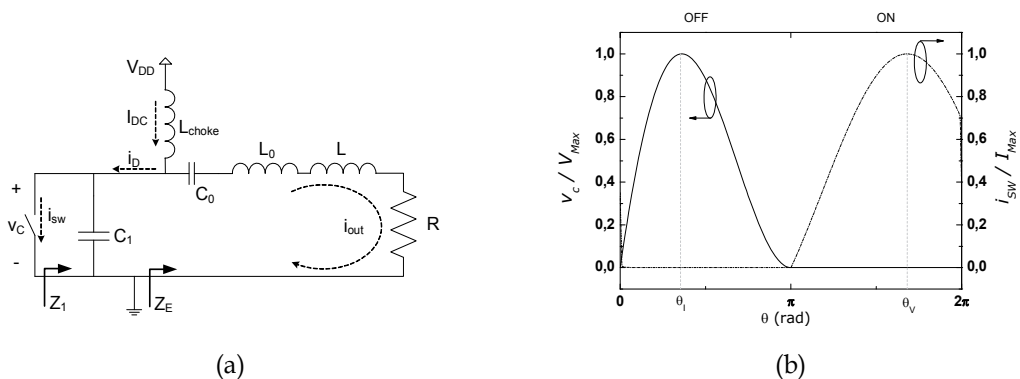 V_DD
I_DC
L_choke
i_D
L_0
L
C_0
+
v_C
-
i_sw
C_1
i_out
R
Z_1
Z_E
(a)
OFF
ON
1,0
0,8
0,6
0,4
0,2
0,0
v_c / V_Max
1,0
0,8
0,6
0,4
0,2
0,0
i_SW / I_Max
0
θ_I
π
θ_V
2π
θ (rad)
(b)